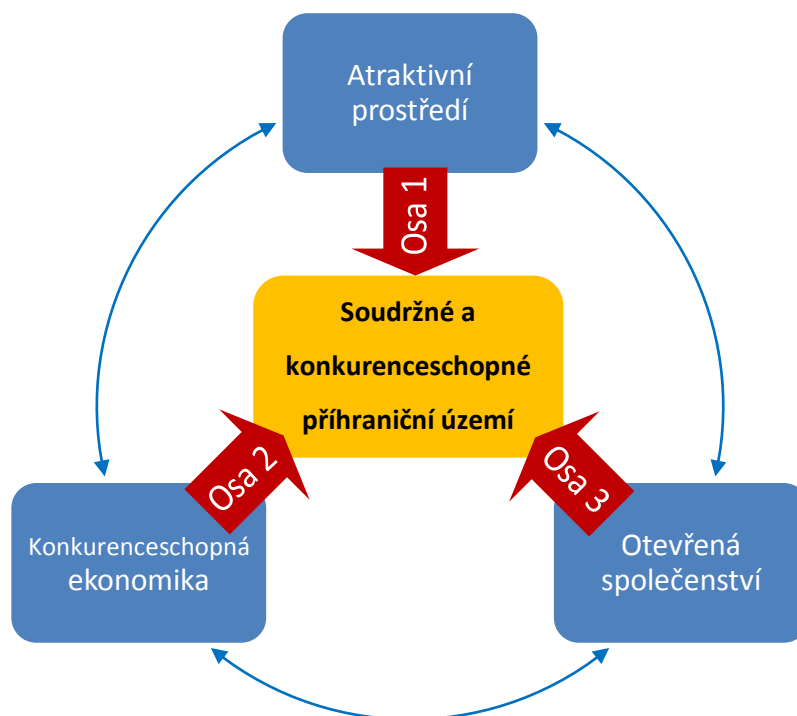 Atraktivní
prostředí
Osa 1
Soudržné a
konkurenceschopné
příhraniční území
Osa 2
Osa 3
Konkurenceschopná
ekonomika
Otevřená
společenství